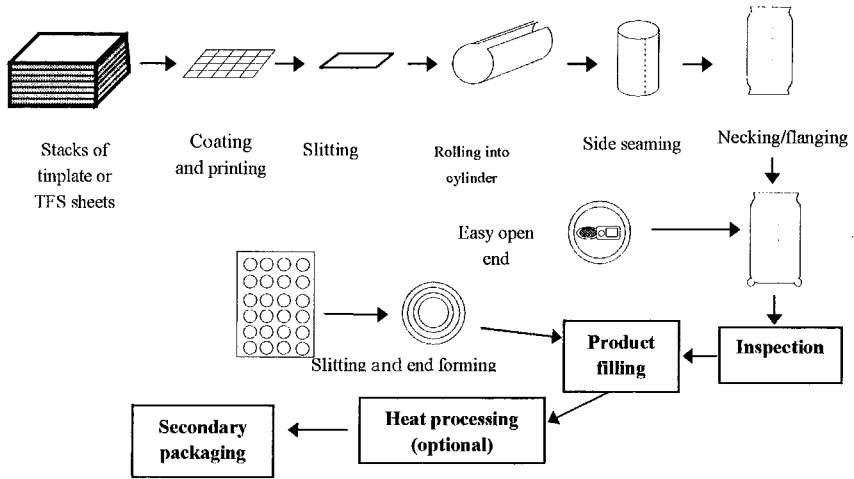 Stacks of
tinplate or
TFS sheets
Coating
and printing
Slitting
Rolling into
cylinder
Side seaming
Necking/flanging
Easy open
end
Slitting and end forming
Product
filling
Inspection
Heat processing
(optional)
Secondary
packaging